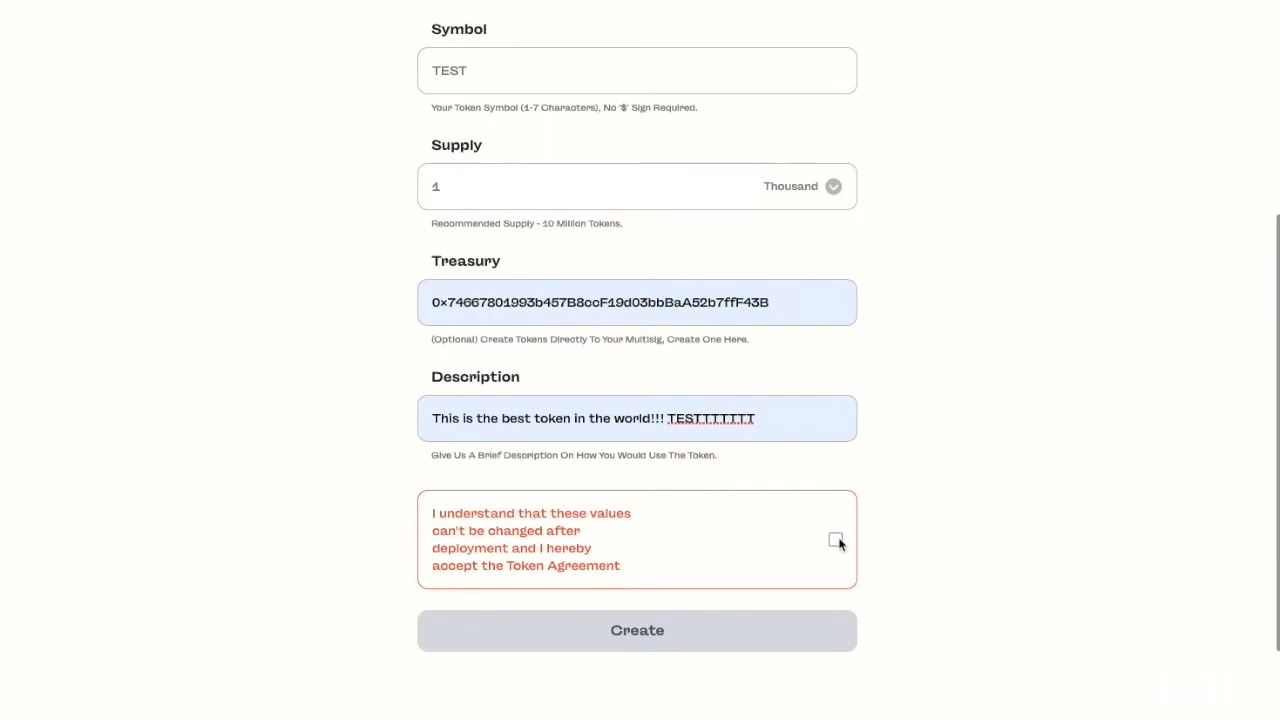 Symbol
TEST
Your Token Symbol (1-7 Characters), No '$' Sign Required.
Supply
1
Thousand
Recommended Supply - 10 Million Tokens.
Treasury
0x74667801993b457B8ccF19d03bbBaA52b7ffF43B
(Optional) Create Tokens Directly To Your Multisig, Create One Here.
Description
This is the best token in the world!!! TESTTTTTTT
Give Us A Brief Description On How You Would Use The Token.
I understand that these values
can't be changed after
deployment and I hereby
accept the Token Agreement
Create